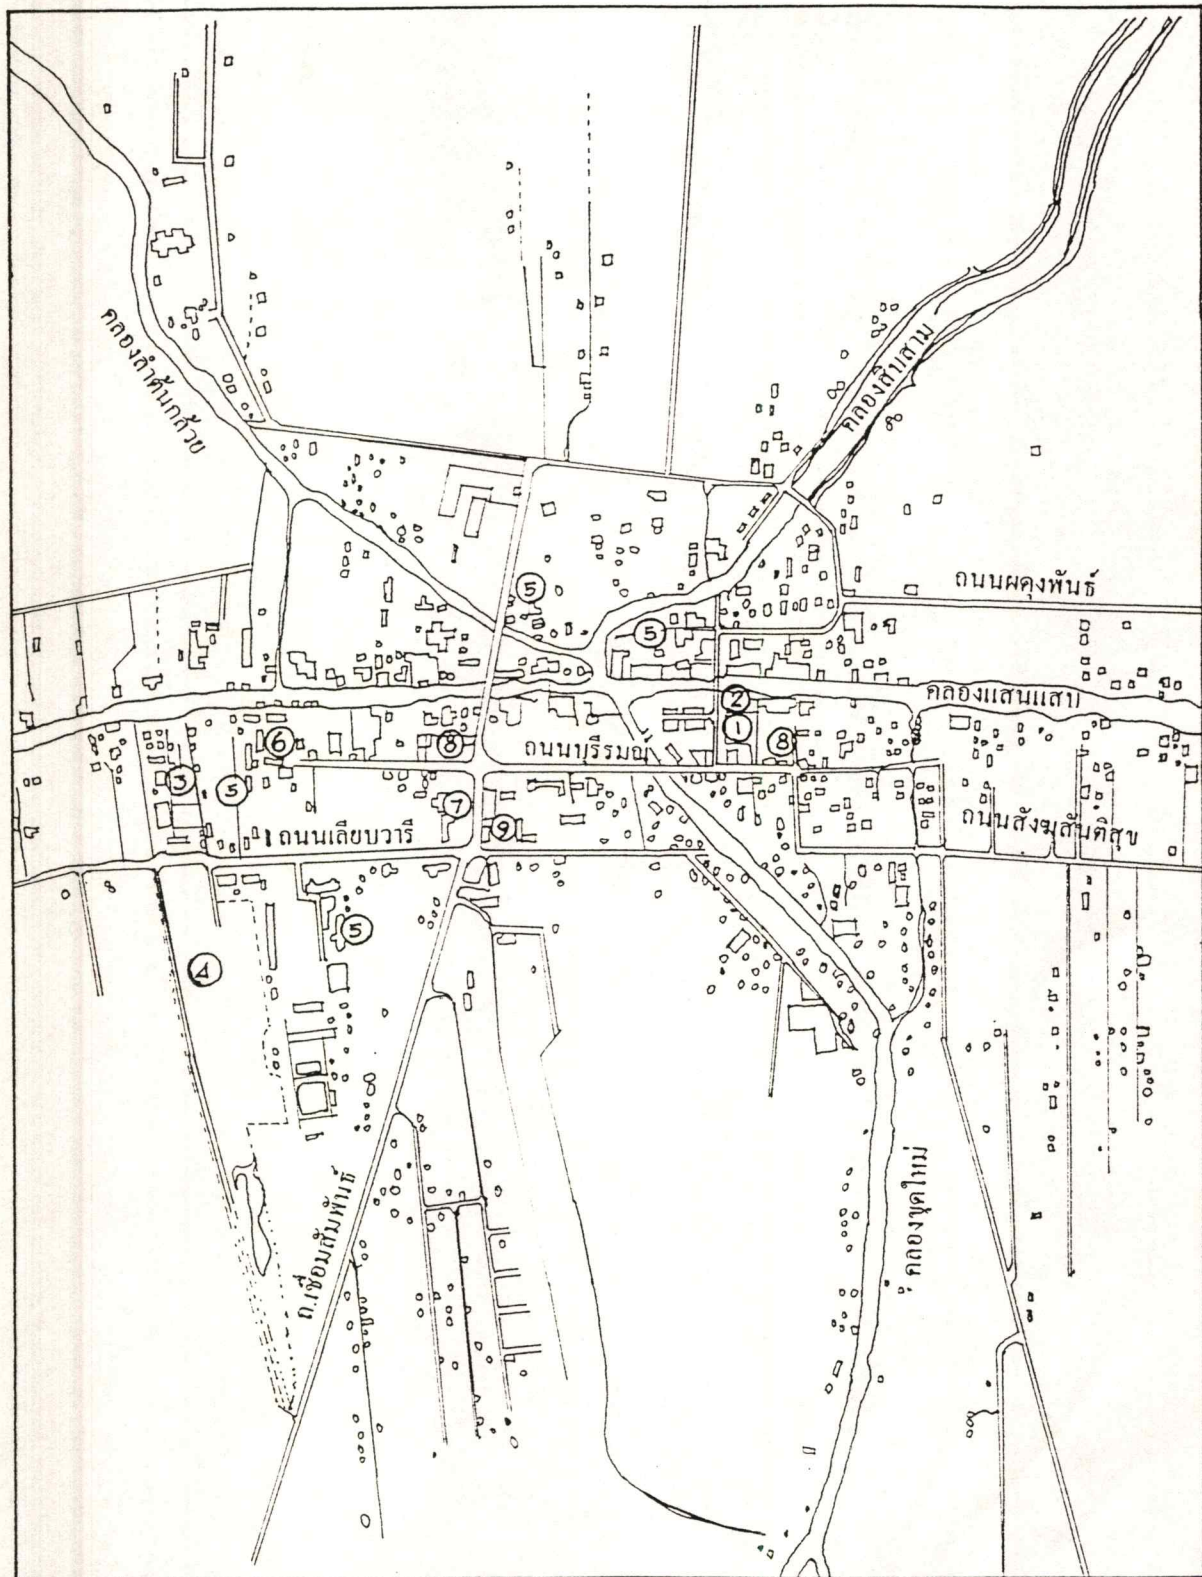 คลองลำต้นกล้วย
คลองสิบสาม
ถนนผดุงพันธ์
5
5
คลองแสนแสบ
2
1
8
6
8
ถนนบุรีรมณ
3
5
7
9
ถนนเลียบวารี
ถนนสังฆสันติสุข
5
4
ถ.เชื่อมสัมพันธ์
คลองขุดใหม่